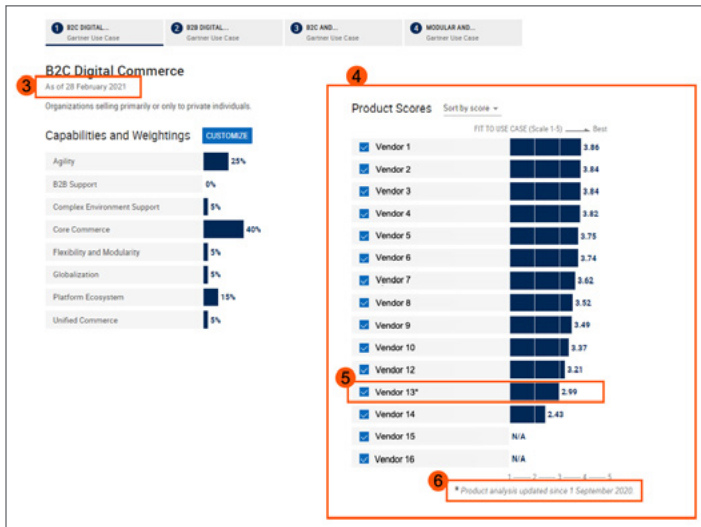 1 B2C DIGITAL...
Gartner Use Case
2 B2B DIGITAL...
Gartner Use Case
3 B2C AND...
Gartner Use Case
4 MODULAR AND...
Gartner Use Case
B2C Digital Commerce
3 As of 28 February 2021
Organizations selling primarily or only to private individuals.
Capabilities and Weightings CUSTOMIZE
Agility 25%
B2B Support 0%
Complex Environment Support 5%
Core Commerce 40%
Flexibility and Modularity 5%
Globalization 5%
Platform Ecosystem 15%
Unified Commerce 5%
4
Product Scores Sort by score
FIT TO USE CASE (Scale 1-5) Best
Vendor 1 3.86
Vendor 2 3.84
Vendor 3 3.84
Vendor 4 3.82
Vendor 5 3.75
Vendor 6 3.74
Vendor 7 3.62
Vendor 8 3.52
Vendor 9 3.49
Vendor 10 3.37
Vendor 12 3.21
5 Vendor 13* 2.99
Vendor 14 2.43
Vendor 15 N/A
Vendor 16 N/A
1 2 3 4 5
6 * Product analysis updated since 1 September 2020